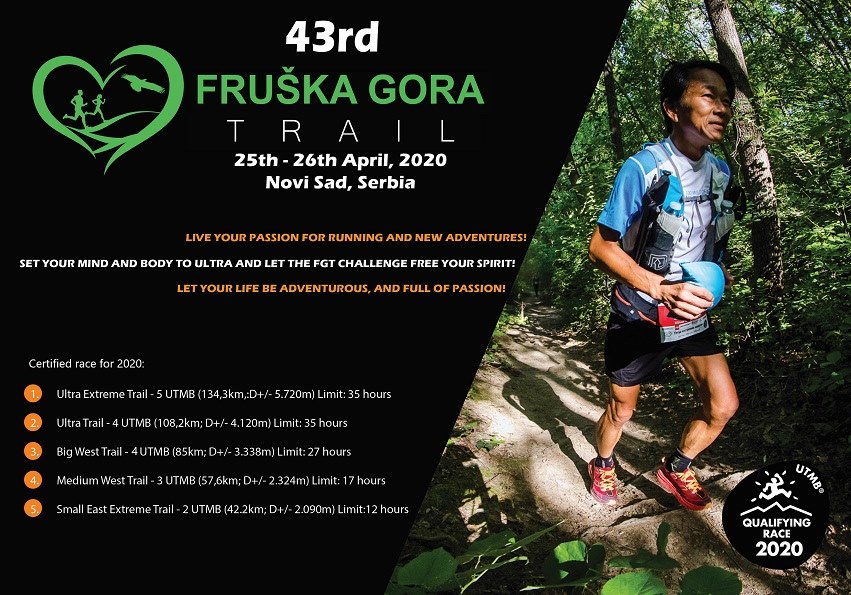 43rd
FRUŠKA GORA
TRAIL
25th - 26th April, 2020
Novi Sad, Serbia
LIVE YOUR PASSION FOR RUNNING AND NEW ADVENTURES!
SET YOUR MIND AND BODY TO ULTRA AND LET THE FGT CHALLENGE FREE YOUR SPIRIT!
LET YOUR LIFE BE ADVENTUROUS, AND FULL OF PASSION!
Certified race for 2020:
1. Ultra Extreme Trail - 5 UTMB (134,3km,:D+/- 5.720m) Limit: 35 hours
2. Ultra Trail - 4 UTMB (108,2km; D+/- 4.120m) Limit: 35 hours
3. Big West Trail - 4 UTMB (85km; D+/- 3.338m) Limit: 27 hours
4. Medium West Trail - 3 UTMB (57,6km; D+/- 2.324m) Limit: 17 hours
5 Small East Extreme Trail - 2 UTMB (42.2km; D+/- 2.090m) Limit:12 hours
UTMB®
QUALIFYING
RACE
2020